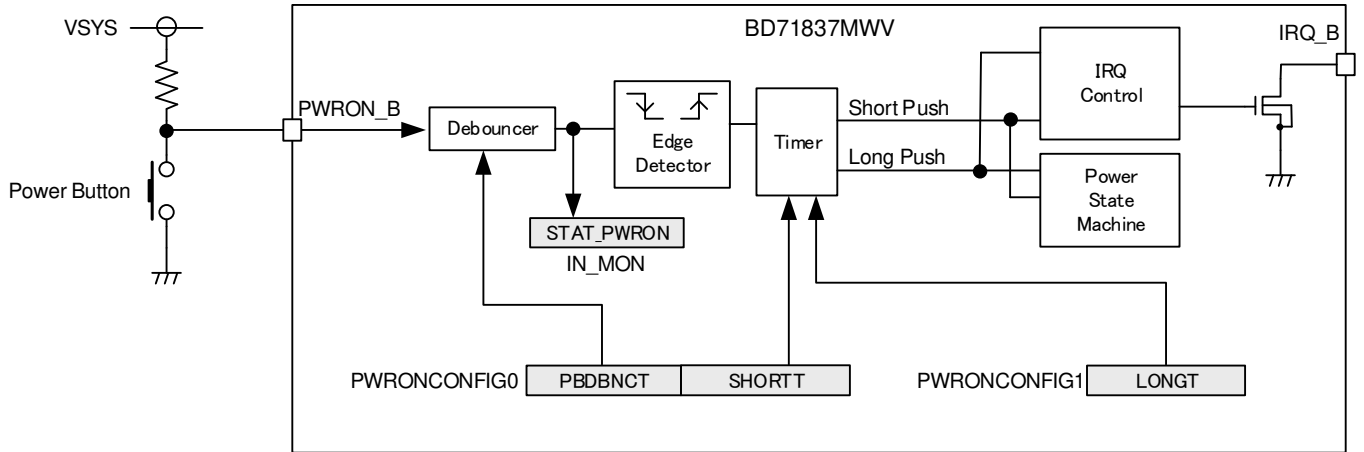 VSYS
BD71837MWV
IRQ_B
PWRON_B
Debouncer
Edge
Detector
Timer
Short Push
Long Push
IRQ
Control
Power
State
Machine
Power Button
STAT_PWRON
IN_MON
PWRONCONFIG0
PBDBNCT
SHORTT
PWRONCONFIG1
LONGT